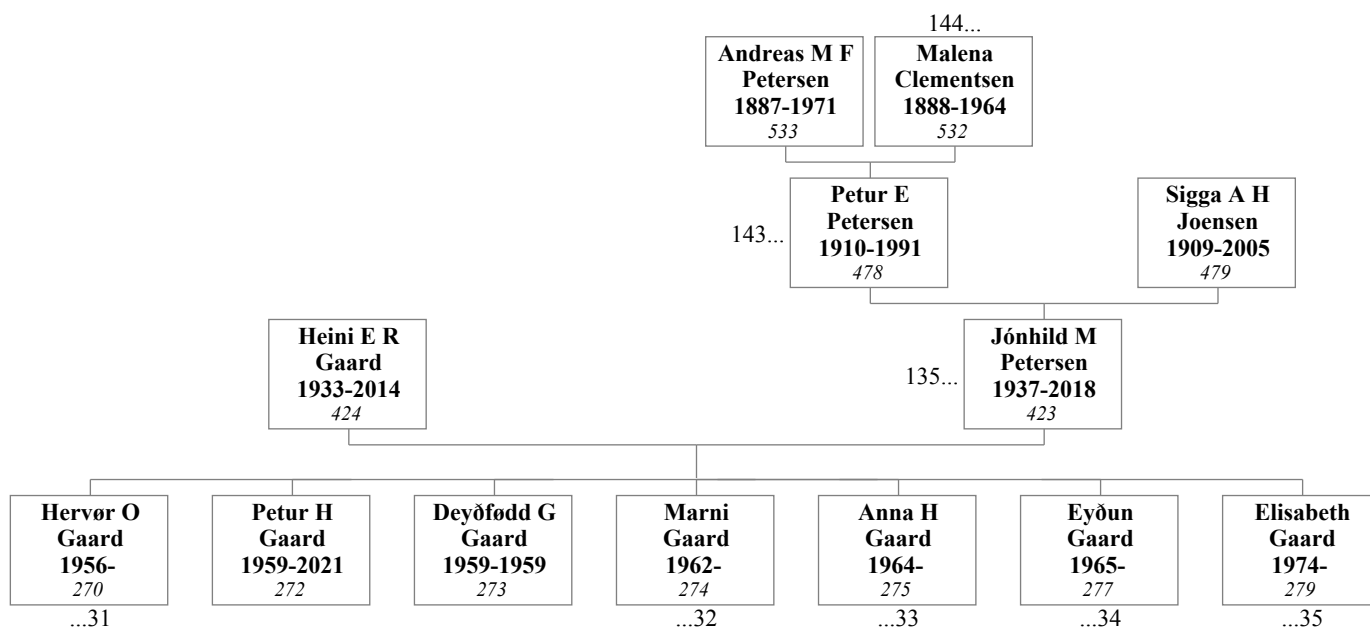 144...
Andreas M F
Petersen
1887-1971
533
Malena
Clementsen
1888-1964
532
143...
Petur E
Petersen
1910-1991
478
Sigga A H
Joensen
1909-2005
479
Heini E R
Gaard
1933-2014
424
135...
Jónhild M
Petersen
1937-2018
423
Hervør O
Gaard
1956-
270
...31
Petur H
Gaard
1959-2021
272
Deyðfødd G
Gaard
1959-1959
273
Marni
Gaard
1962-
274
...32
Anna H
Gaard
1964-
275
...33
Eyðun
Gaard
1965-
277
...34
Elisabeth
Gaard
1974-
279
...35